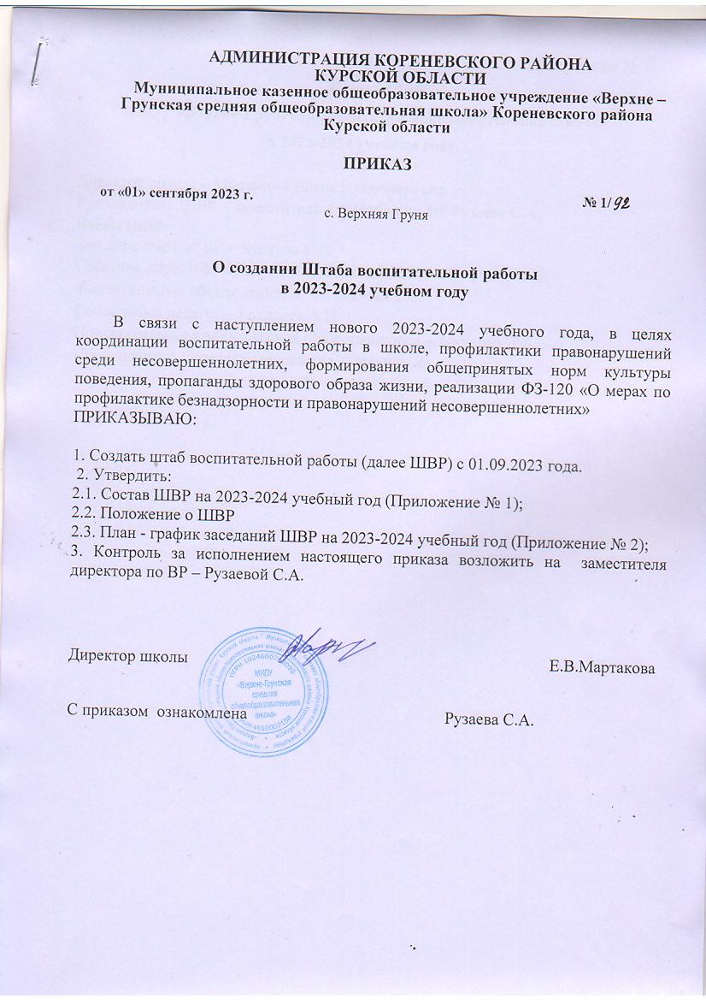 АДМИНИСТРАЦИЯ КОРЕНЕВСКОГО РАЙОНА
КУРСКОЙ ОБЛАСТИ
Муниципальное казенное общеобразовательное учреждение «Верхне –
Грунская средняя общеобразовательная школа» Кореневского района
Курской области
ПРИКАЗ
от «01» сентября 2023 г. № 1/92
с. Верхняя Груня
О создании Штаба воспитательной работы
в 2023-2024 учебном году
В связи с наступлением нового 2023-2024 учебного года, в целях
координации воспитательной работы в школе, профилактики правонарушений
среди несовершеннолетних, формирования общепринятых норм культуры
поведения, пропаганды здорового образа жизни, реализации ФЗ-120 «О мерах по
профилактике безнадзорности и правонарушений несовершеннолетних»
ПРИКАЗЫВАЮ:
1. Создать штаб воспитательной работы (далее ШВР) с 01.09.2023 года.
2. Утвердить:
2.1. Состав ШВР на 2023-2024 учебный год (Приложение № 1);
2.2. Положение о ШВР
2.3. План - график заседаний ШВР на 2023-2024 учебный год (Приложение № 2);
3. Контроль за исполнением настоящего приказа возложить на заместителя
директора по ВР – Рузаевой С.А.
Директор школы Е.В.Мартакова
МКОУ
«Верхне-Грунская
средняя
общеобразовательная
школа»
С приказом ознакомлена Рузаева С.А.